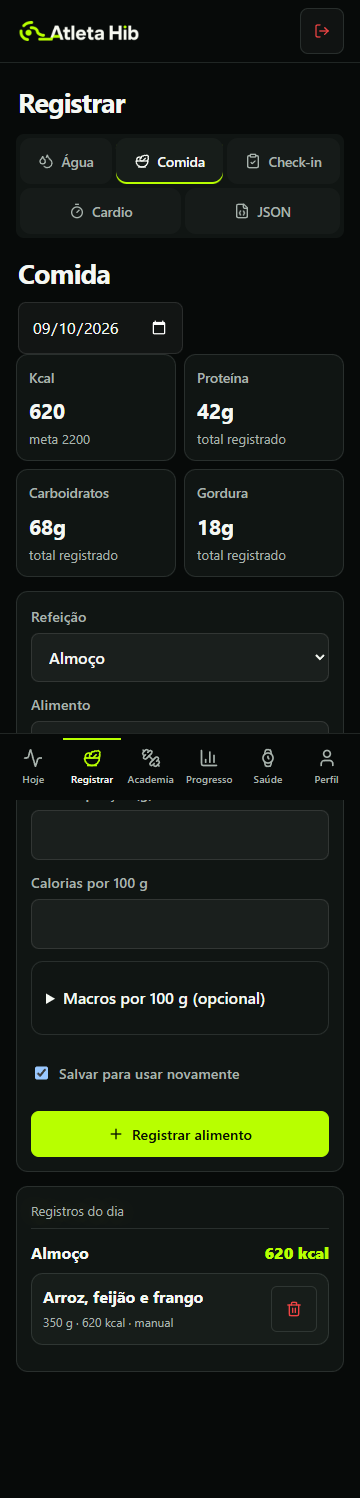 Atleta Hib
Registrar
Água
Comida
Check-in
Cardio
JSON
Comida
09/10/2026
Kcal
620
meta 2200
Proteína
42g
total registrado
Carboidratos
68g
total registrado
Gordura
18g
total registrado
Refeição
Almoço
Alimento
Hoje
Registrar
Academia
Progresso
Saúde
Perfil
Calorias por 100 g
Macros por 100 g (opcional)
Salvar para usar novamente
Registrar alimento
Registros do dia
Almoço 620 kcal
Arroz, feijão e frango
350 g · 620 kcal · manual